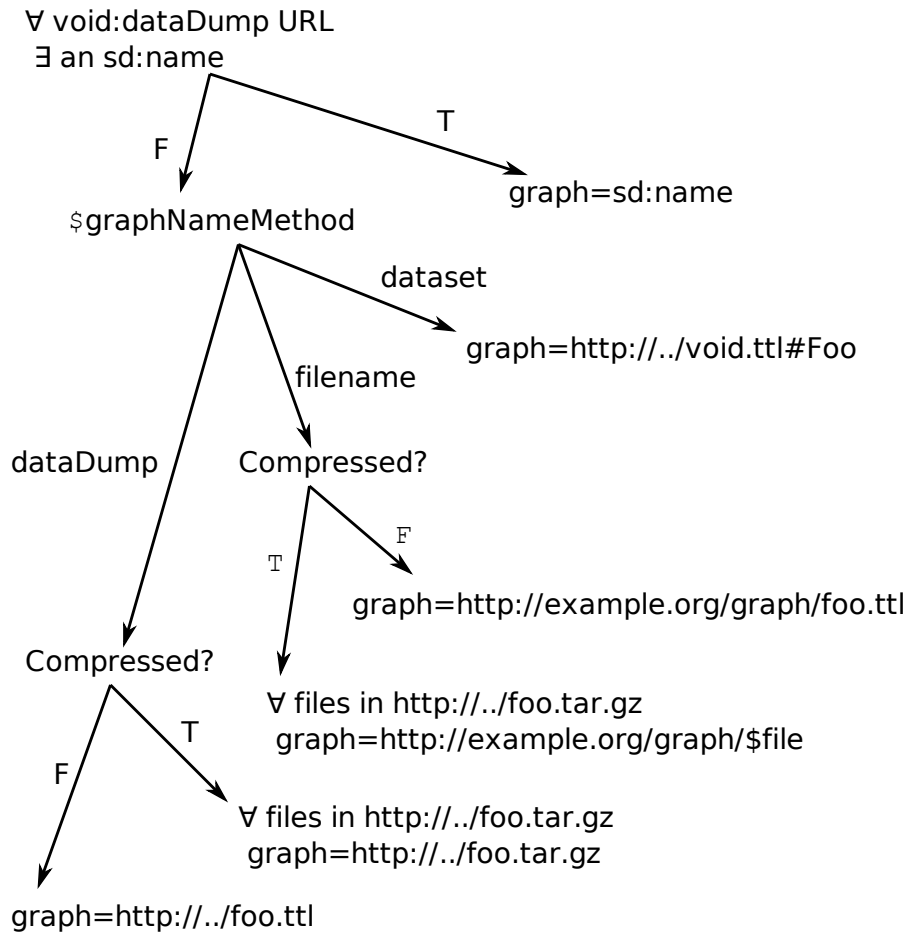 ∀ void:dataDump URL
∃ an sd:name
T
F
graph=sd:name
$graphNameMethod
dataset
graph=http://../void.ttl#Foo
filename
dataDump
Compressed?
F
T
graph=http://example.org/graph/foo.ttl
Compressed?
∀ files in http://../foo.tar.gz
graph=http://example.org/graph/$file
T
F
∀ files in http://../foo.tar.gz
graph=http://../foo.tar.gz
graph=http://../foo.ttl